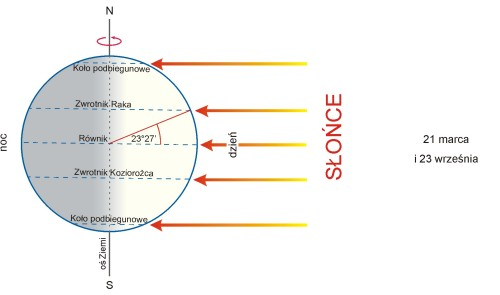 N
Koło podbiegunowe
Zwrotnik Raka
Równik
23°27'
Zwrotnik Koziorożca
Koło podbiegunowe
oś Ziemi
S
noc
dzień
SŁOŃCE
21 marca
i 23 września